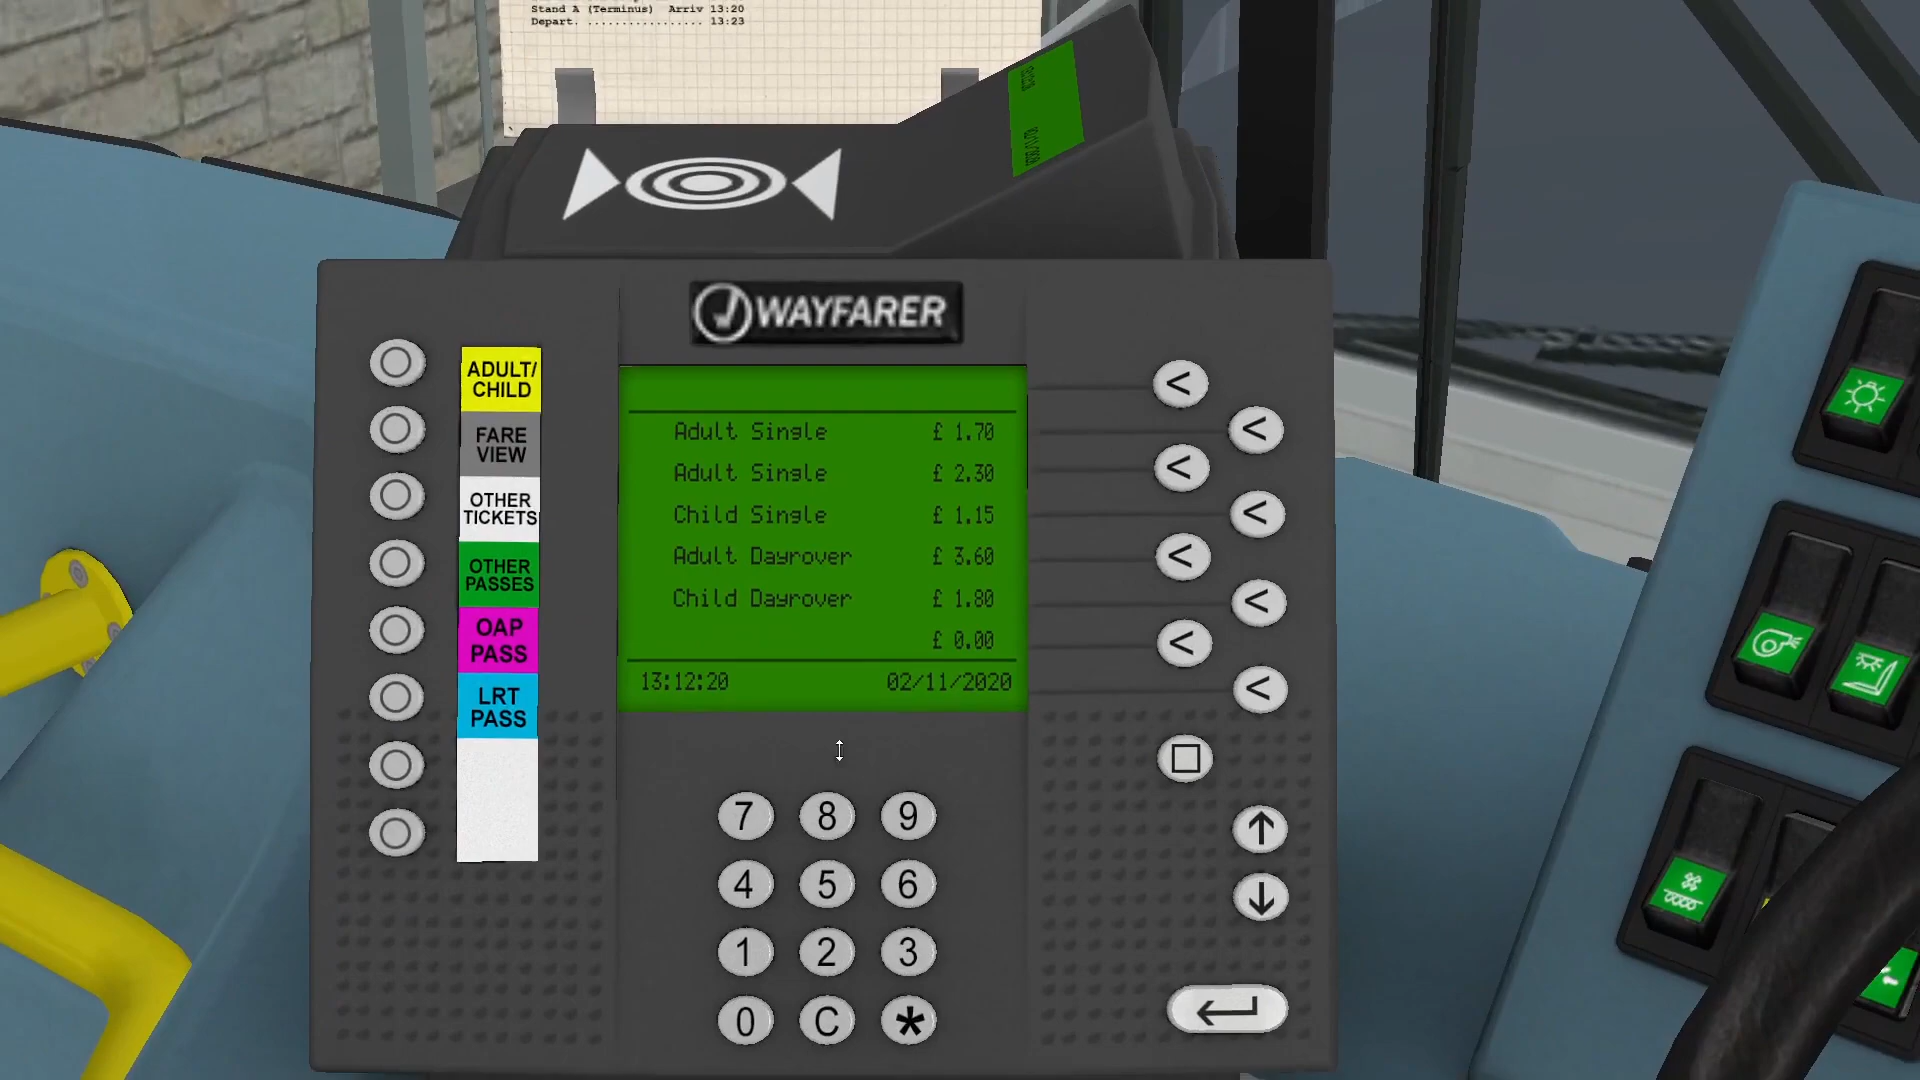 Stand A (Terminus) Arriv 13:20
Depart. ................. 13:23
WAYFARER
ADULT/
CHILD
FARE
VIEW
OTHER
TICKETS
OTHER
PASSES
OAP
PASS
LRT
PASS
Adult Single £ 1.70
Adult Single £ 2.30
Child Single £ 1.15
Adult Dayrover £ 3.60
Child Dayrover £ 1.80
£ 0.00
13:12:20 02/11/2020
7 8 9
4 5 6
1 2 3
0 C *